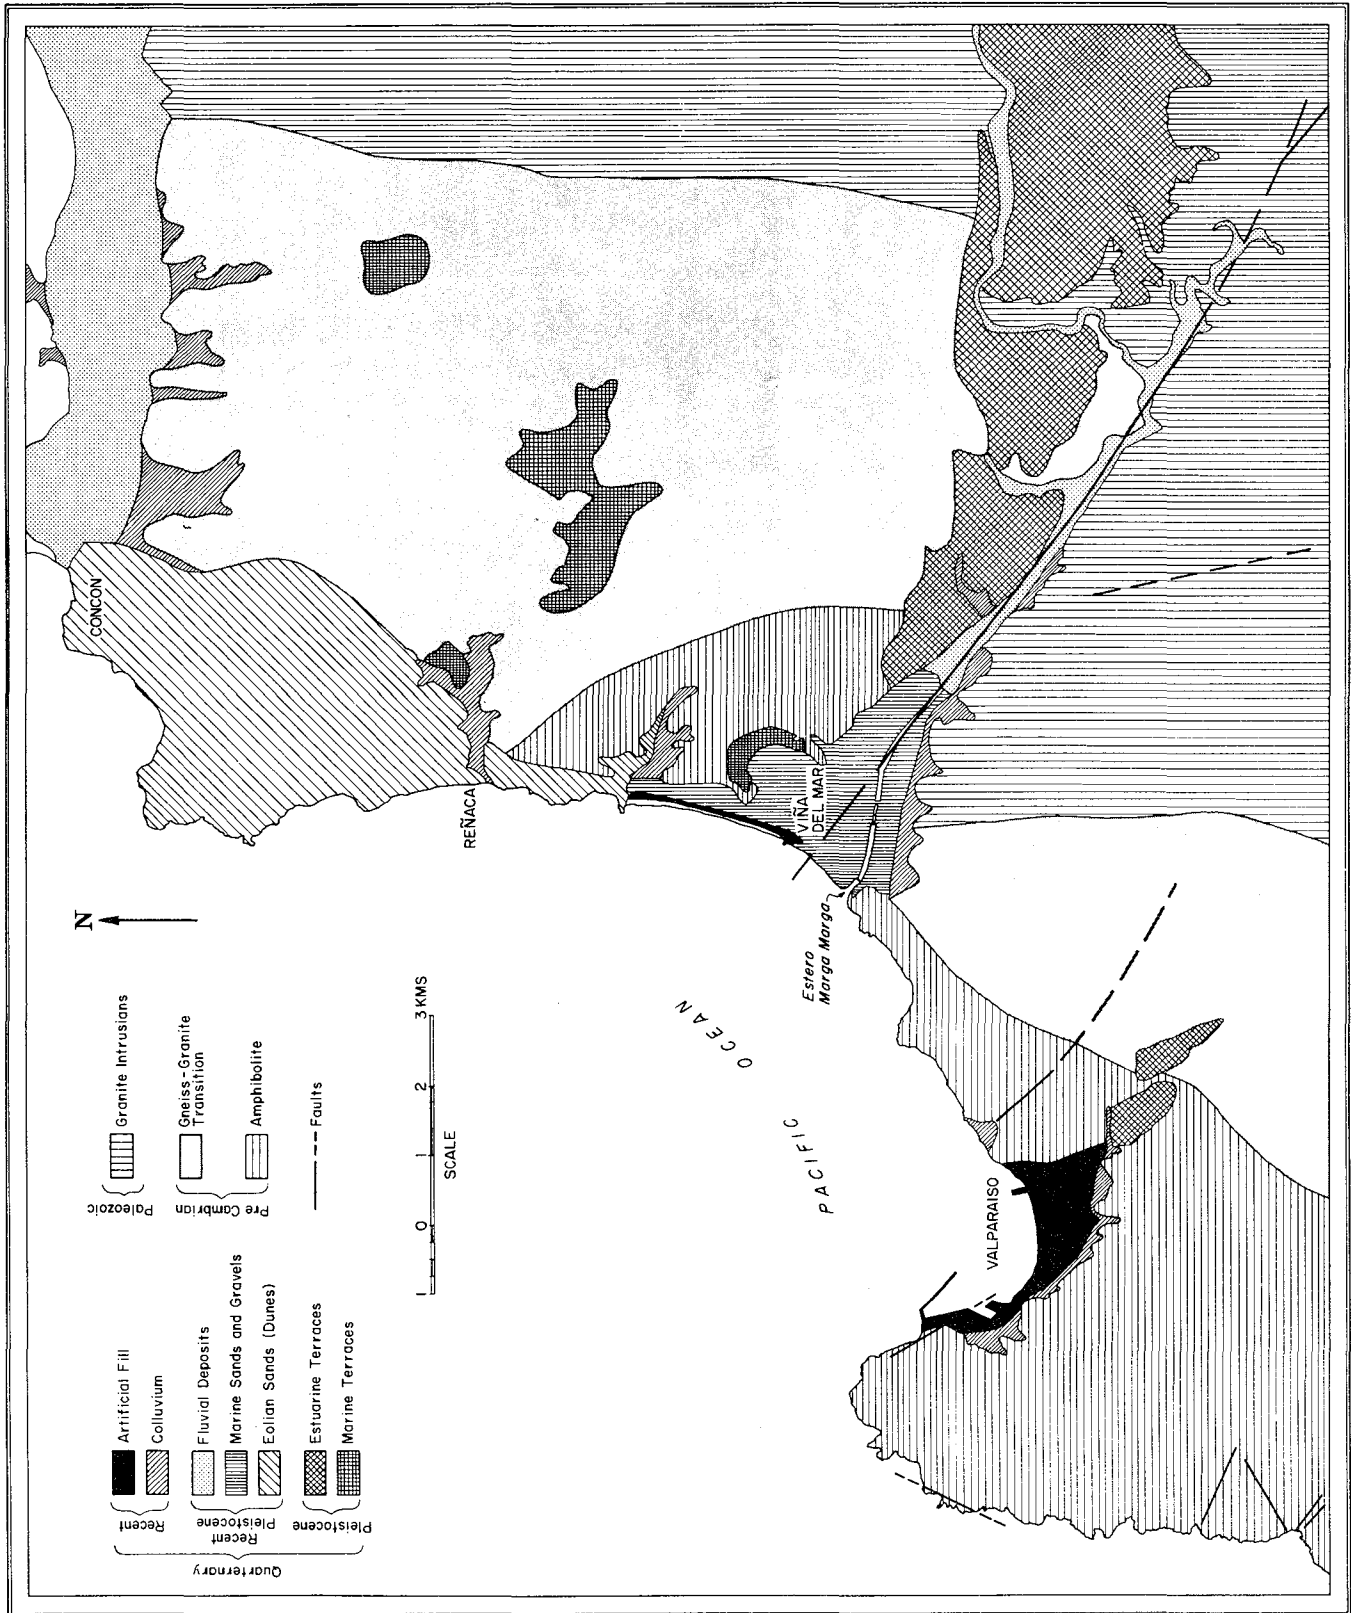 Quarternary
Recent
Artificial Fill
Colluvium
Recent
Pleistocene
Fluvial Deposits
Marine Sands and Gravels
Eolian Sands (Dunes)
Pleistocene
Estuarine Terraces
Marine Terraces
Paleozoic
Granite Intrusians
Pre Cambrian
Gneiss-Granite
Transition
Amphibolite
Faults
1 0 1 2 3 KMS
SCALE
N
CONCON
REÑACA
VIÑA
DEL MAR
Estero
Marga Marga
PACIFIC OCEAN
VALPARAISO